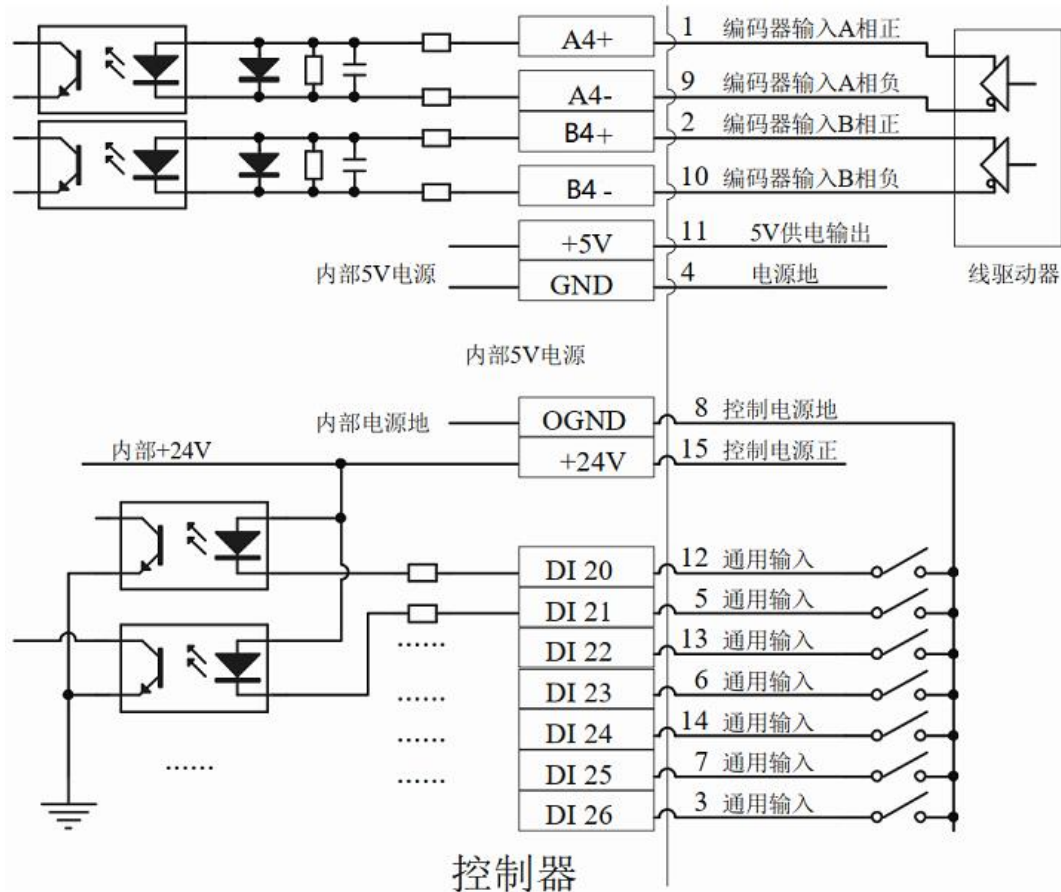 A4+ 1 编码器输入A相正
A4- 9 编码器输入A相负
B4+ 2 编码器输入B相正
B4 - 10 编码器输入B相负
+5V 11 5V供电输出
内部5V电源 GND 4 电源地 线驱动器
内部5V电源
内部电源地 OGND 8 控制电源地
内部+24V +24V 15 控制电源正
DI 20 12 通用输入
DI 21 5 通用输入
...... DI 22 13 通用输入
...... DI 23 6 通用输入
...... DI 24 14 通用输入
...... ...... DI 25 7 通用输入
DI 26 3 通用输入
控制器